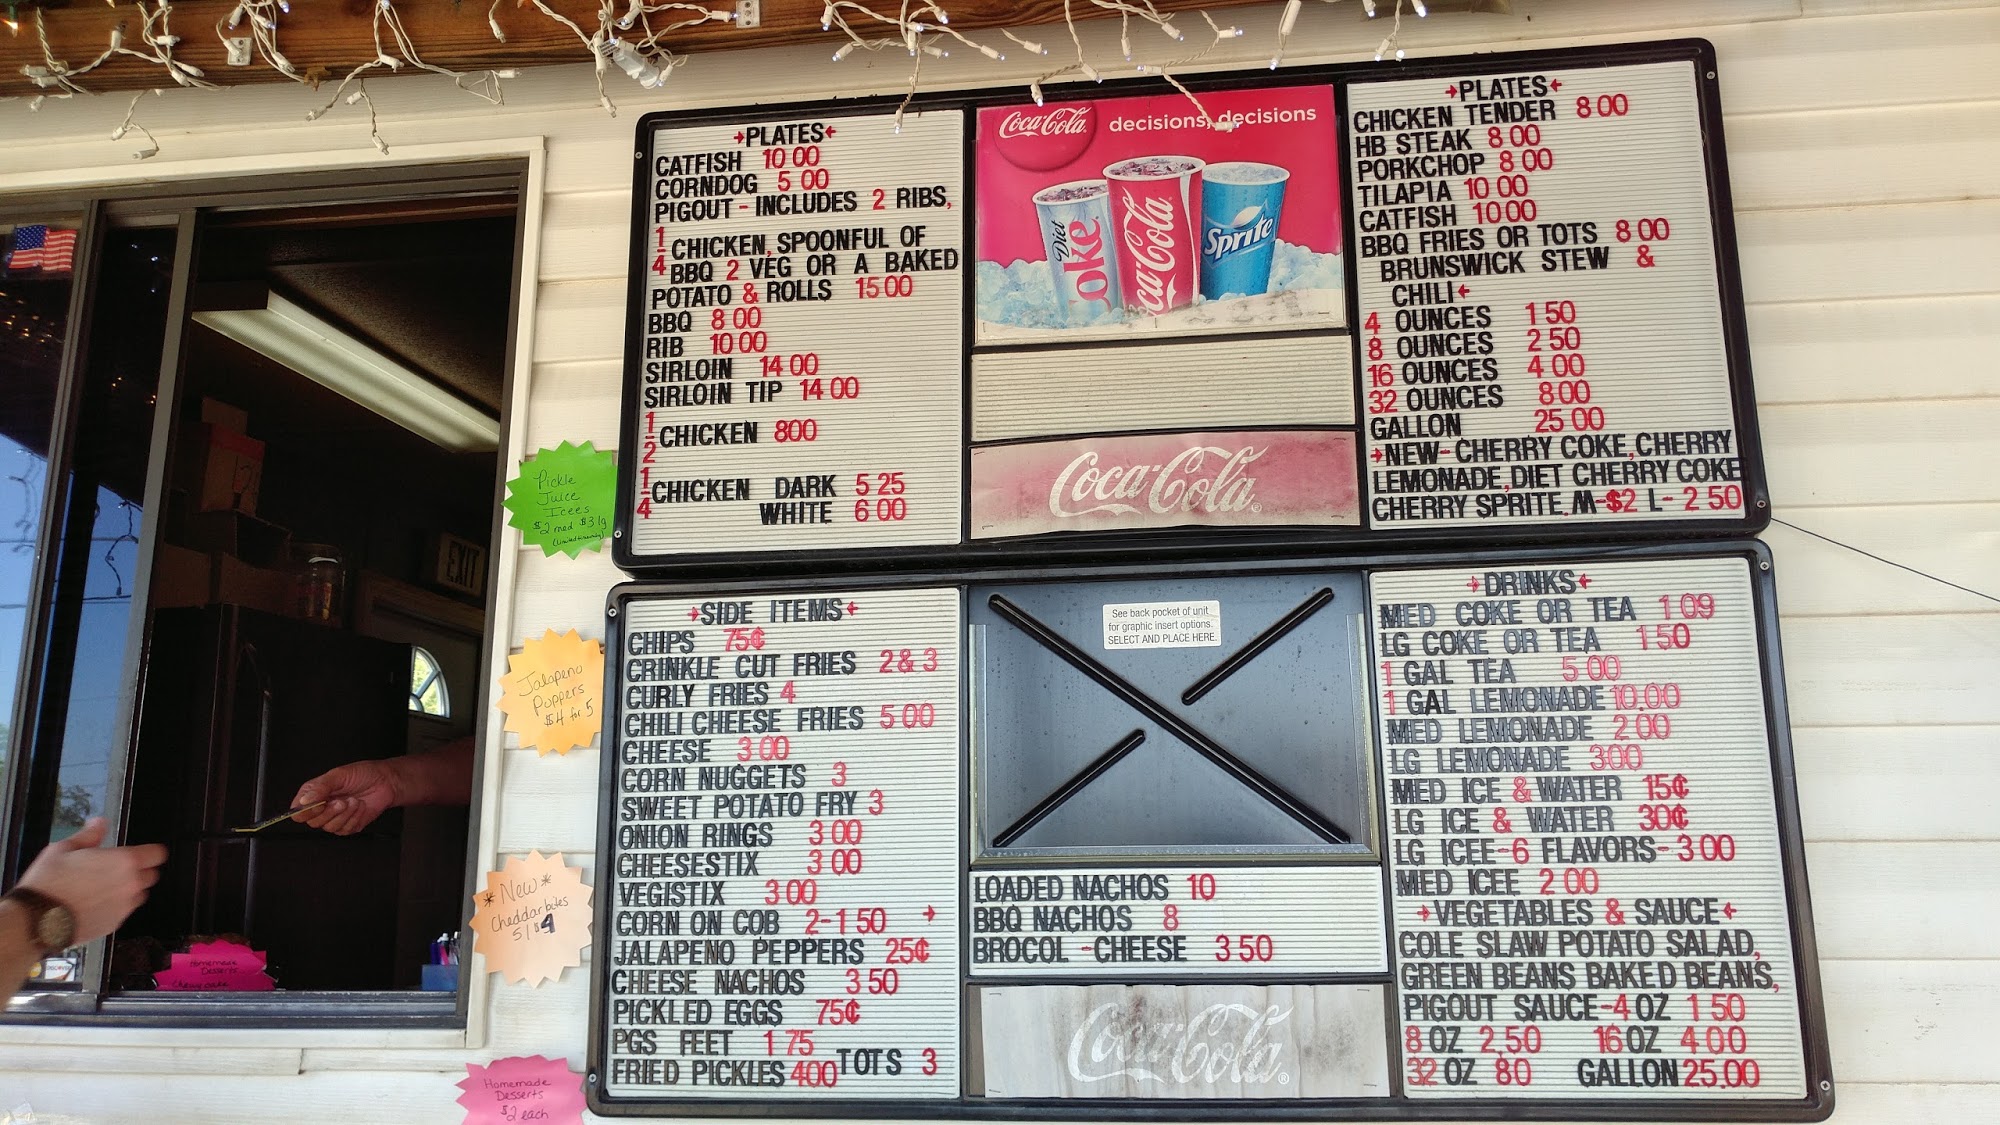 →PLATES←
CATFISH 10 00
CORNDOG 5 00
PIGOUT - INCLUDES 2 RIBS,
1/4 CHICKEN, SPOONFUL OF
BBQ 2 VEG OR A BAKED
POTATO & ROLLS 15 00
BBQ 8 00
RIB 10 00
SIRLOIN 14 00
SIRLOIN TIP 14 00
1/2 CHICKEN 800
1/4 CHICKEN DARK 5 25
WHITE 6 00
Coca-Cola decisions, decisions
Diet Coke
Coca-Cola
Sprite
Coca-Cola
→PLATES←
CHICKEN TENDER 8 00
HB STEAK 8 00
PORKCHOP 8 00
TILAPIA 10 00
CATFISH 10 00
BBQ FRIES OR TOTS 8 00
BRUNSWICK STEW &
CHILI←
4 OUNCES 1 50
8 OUNCES 2 50
16 OUNCES 4 00
32 OUNCES 8 00
GALLON 25 00
→NEW- CHERRY COKE, CHERRY
LEMONADE, DIET CHERRY COKE
CHERRY SPRITE. M-$2 L- 2 50
Pickle
Juice
Icees
$2 med $3 lg
Jalapeno
Poppers
$4 for 5
*New*
Cheddar bites
5/$4
Homemade
Desserts
$2 each
Homemade
Desserts
EXIT
→SIDE ITEMS←
CHIPS 75¢
CRINKLE CUT FRIES 2 & 3
CURLY FRIES 4
CHILI CHEESE FRIES 5 00
CHEESE 3 00
CORN NUGGETS 3
SWEET POTATO FRY 3
ONION RINGS 3 00
CHEESESTIX 3 00
VEGISTIX 3 00
CORN ON COB 2-1 50 →
JALAPENO PEPPERS 25¢
CHEESE NACHOS 3 50
PICKLED EGGS 75¢
PGS FEET 1 75
FRIED PICKLES 400 TOTS 3
See back pocket of unit
for graphic insert options.
SELECT AND PLACE HERE.
LOADED NACHOS 10
BBQ NACHOS 8
BROCOL -CHEESE 3 50
Coca-Cola
→DRINKS←
MED COKE OR TEA 1 09
LG COKE OR TEA 1 50
1 GAL TEA 5 00
1 GAL LEMONADE 10.00
MED LEMONADE 2 00
LG LEMONADE 300
MED ICE & WATER 15¢
LG ICE & WATER 30¢
LG ICEE-6 FLAVORS- 3 00
MED ICEE 2 00
→VEGETABLES & SAUCE←
COLE SLAW POTATO SALAD,
GREEN BEANS BAKED BEANS,
PIGOUT SAUCE-4 OZ 1 50
8 OZ 2,50 16 OZ 4 00
32 OZ 80 GALLON 25.00